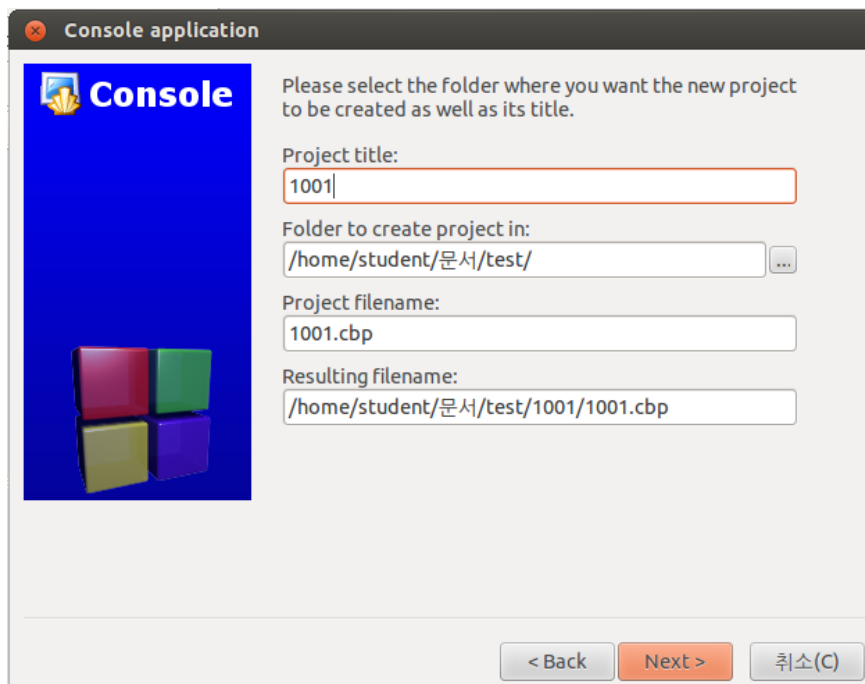 Console application
Console
Please select the folder where you want the new project
to be created as well as its title.
Project title:
1001
Folder to create project in:
/home/student/문서/test/
...
Project filename:
1001.cbp
Resulting filename:
/home/student/문서/test/1001/1001.cbp
< Back
Next >
취소(C)